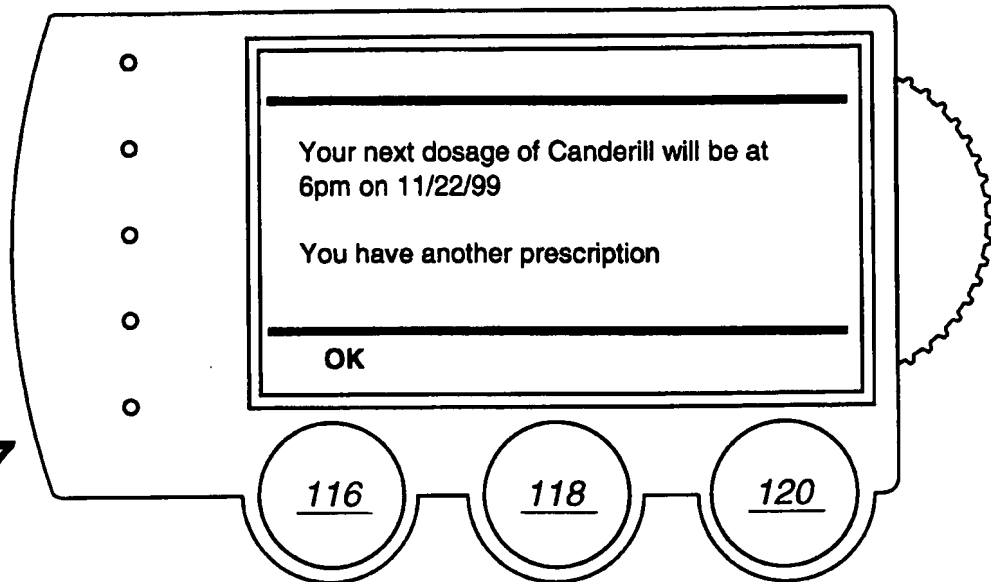 Your next dosage of Canderill will be at
6pm on 11/22/99
You have another prescription
OK
116
118
120